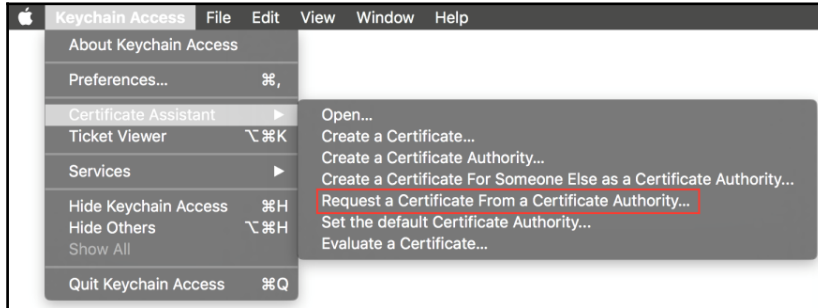 Keychain Access File Edit View Window Help
About Keychain Access
Preferences... ⌘,
Certificate Assistant ▶
Ticket Viewer ⌥⌘K
Services ▶
Hide Keychain Access ⌘H
Hide Others ⌥⌘H
Show All
Quit Keychain Access ⌘Q
Open...
Create a Certificate...
Create a Certificate Authority...
Create a Certificate For Someone Else as a Certificate Authority...
Request a Certificate From a Certificate Authority...
Set the default Certificate Authority...
Evaluate a Certificate...